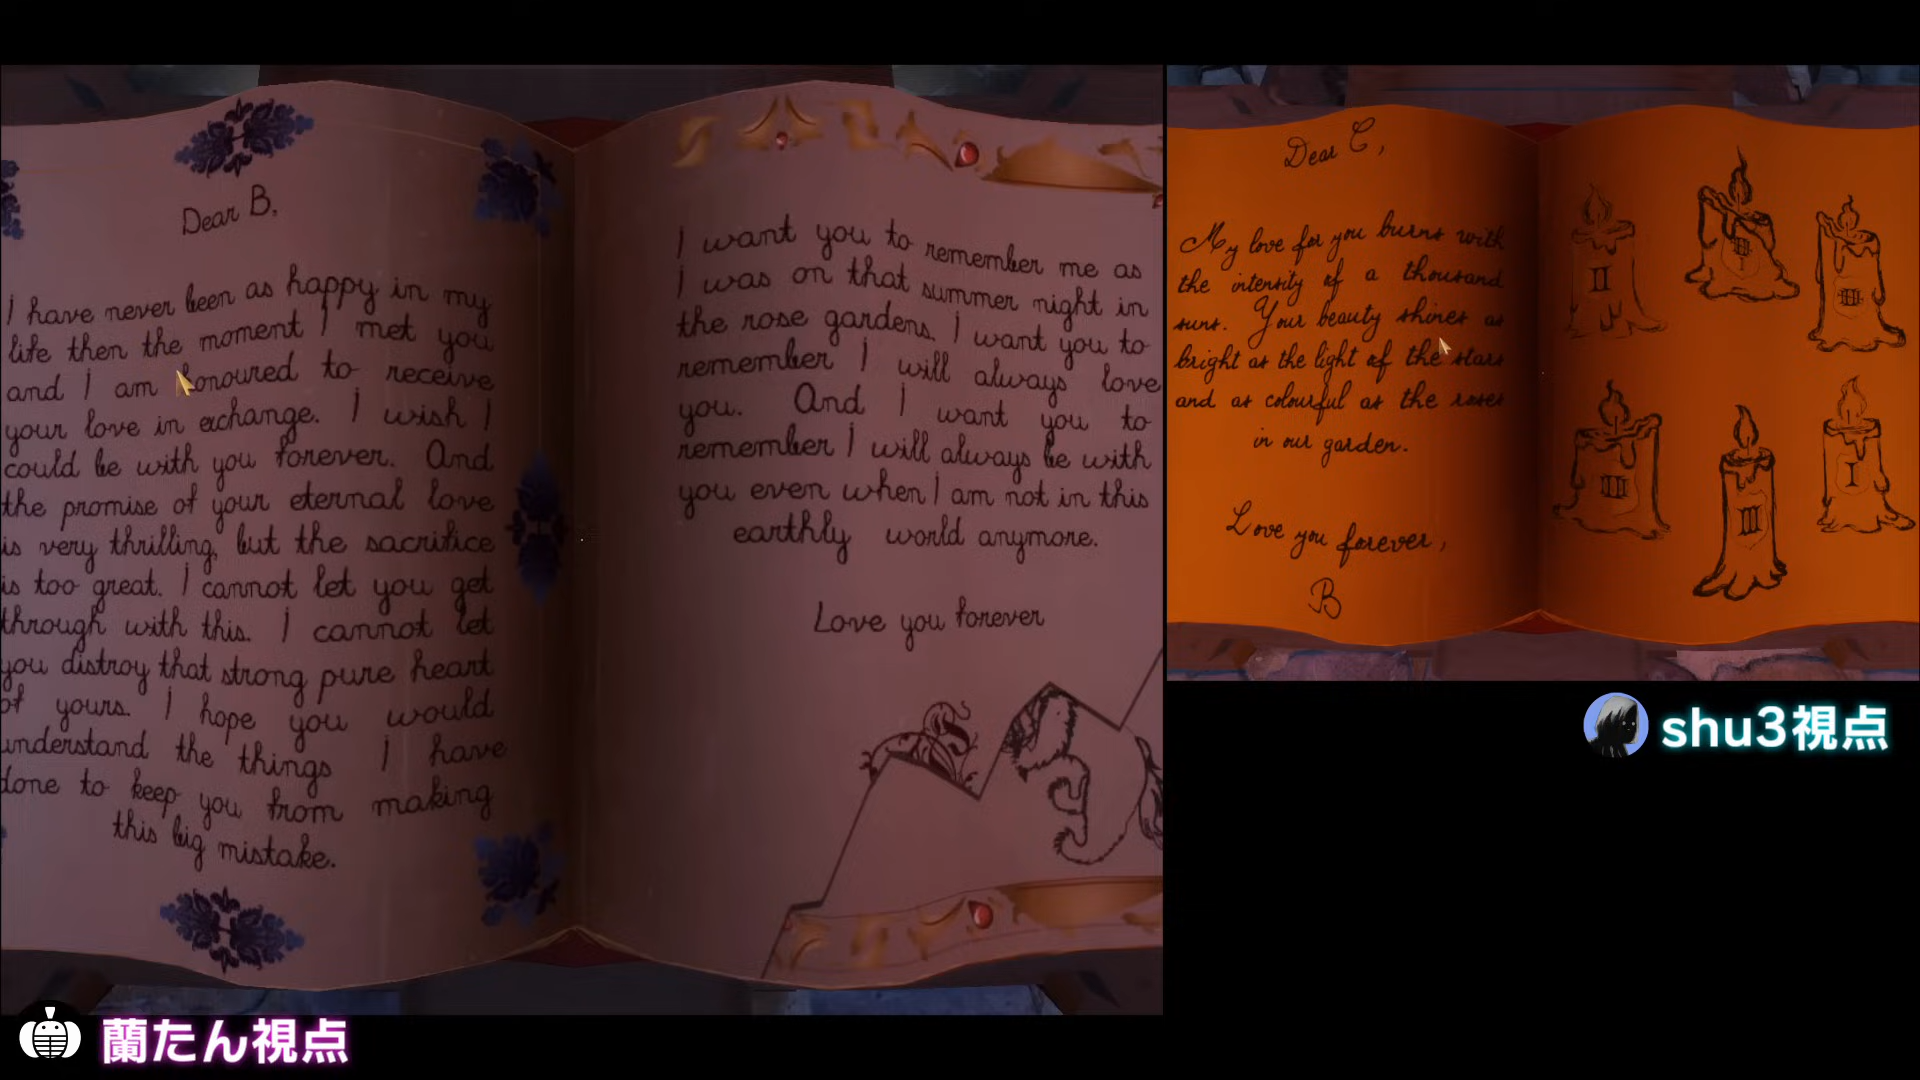 Dear B,
I have never been as happy in my
life then the moment I met you
and I am honoured to receive
your love in exchange. I wish I
could be with you forever. And
the promise of your eternal love
is very thrilling, but the sacrifice
is too great. I cannot let you get
through with this. I cannot let
you distroy that strong pure heart
of yours. I hope you would
understand the things I have
done to keep you from making
this big mistake.
I want you to remember me as
I was on that summer night in
the rose gardens. I want you to
remember I will always love
you. And I want you to
remember I will always be with
you even when I am not in this
earthly world anymore.
Love you forever
Dear C,
My love for you burns with
the intensity of a thousand
suns. Your beauty shines as
bright as the light of the stars
and as colourful as the roses
in our garden.
Love you forever,
B
II
III
III
I
shu3視点
蘭たん視点